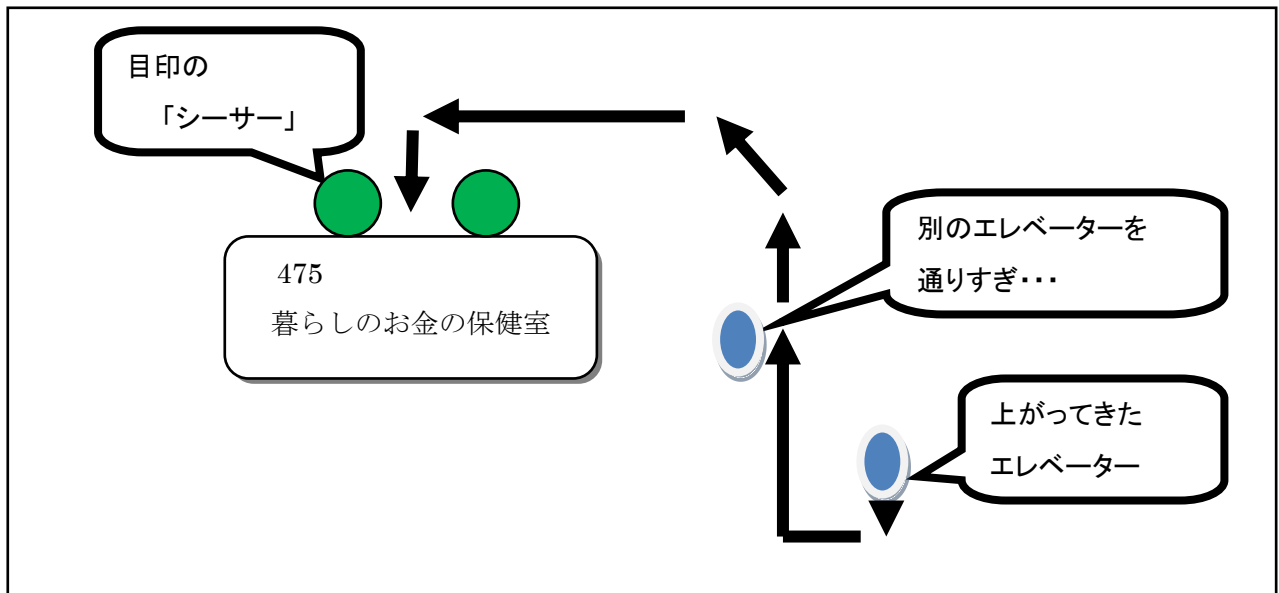 目印の
「シーサー」
別のエレベーターを
通りすぎ・・・
475
暮らしのお金の保健室
上がってきた
エレベーター